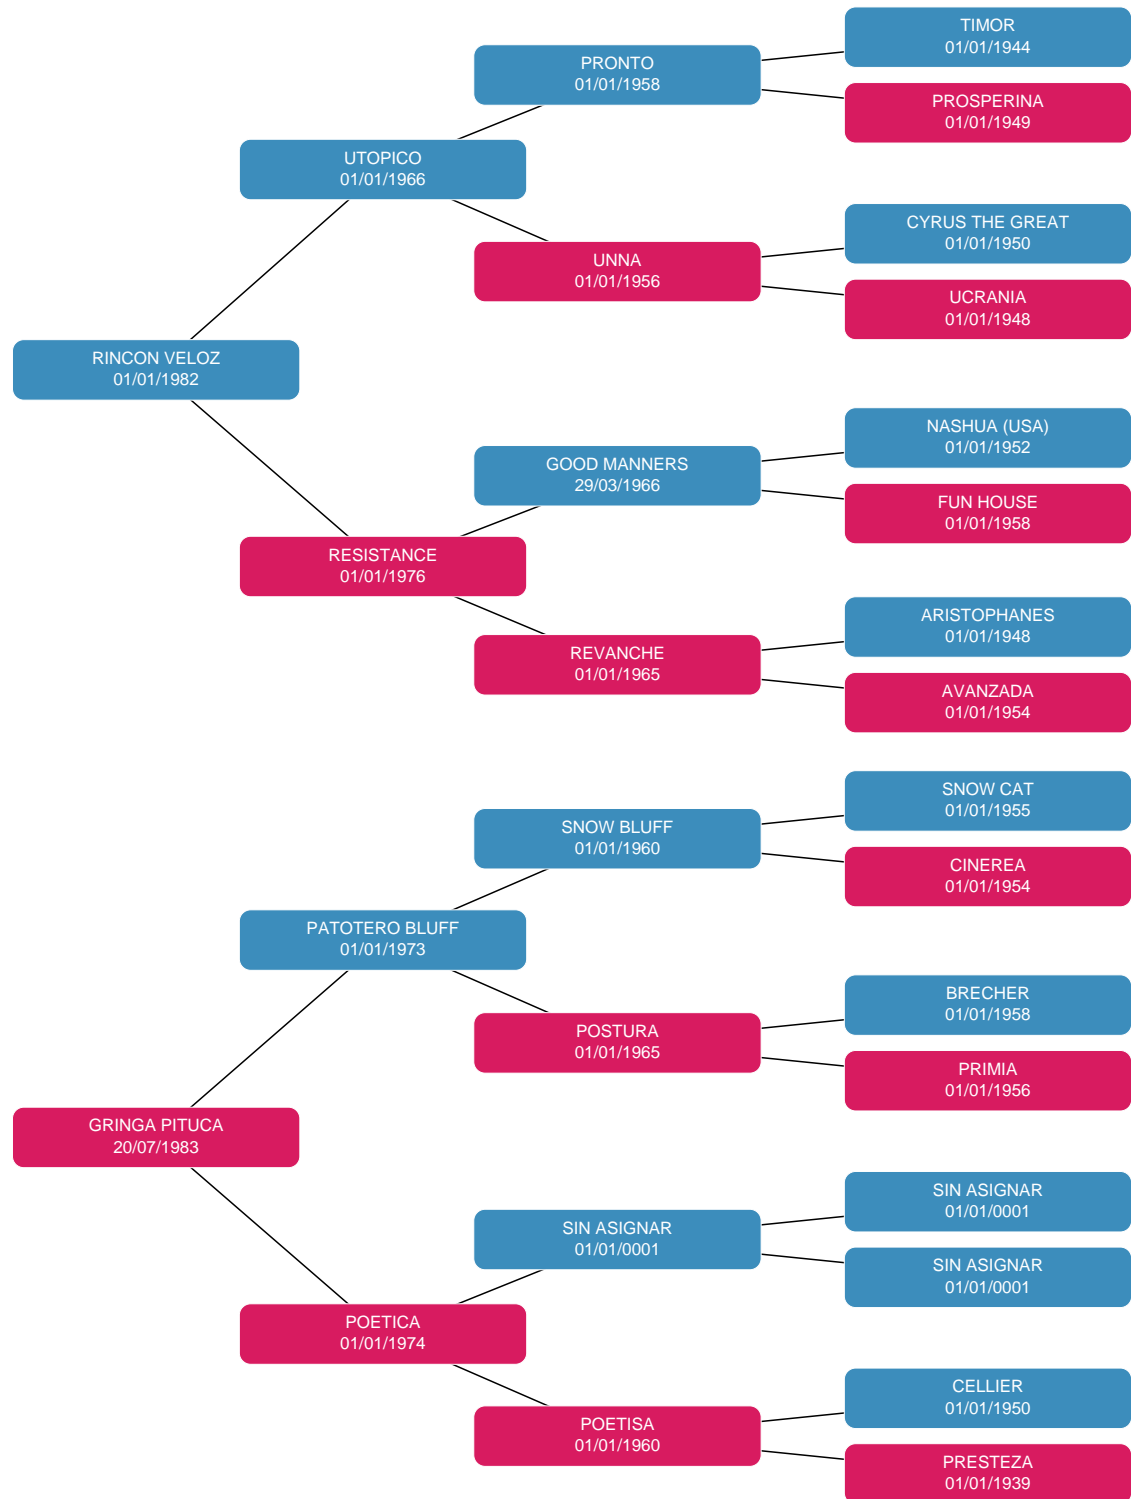 TIMOR
01/01/1944
PRONTO
01/01/1958
PROSPERINA
01/01/1949
UTOPICO
01/01/1966
CYRUS THE GREAT
01/01/1950
UNNA
01/01/1956
UCRANIA
01/01/1948
RINCON VELOZ
01/01/1982
NASHUA (USA)
01/01/1952
GOOD MANNERS
29/03/1966
FUN HOUSE
01/01/1958
RESISTANCE
01/01/1976
ARISTOPHANES
01/01/1948
REVANCHE
01/01/1965
AVANZADA
01/01/1954
SNOW CAT
01/01/1955
SNOW BLUFF
01/01/1960
CINEREA
01/01/1954
PATOTERO BLUFF
01/01/1973
BRECHER
01/01/1958
POSTURA
01/01/1965
PRIMIA
01/01/1956
GRINGA PITUCA
20/07/1983
SIN ASIGNAR
01/01/0001
SIN ASIGNAR
01/01/0001
SIN ASIGNAR
01/01/0001
POETICA
01/01/1974
CELLIER
01/01/1950
POETISA
01/01/1960
PRESTEZA
01/01/1939